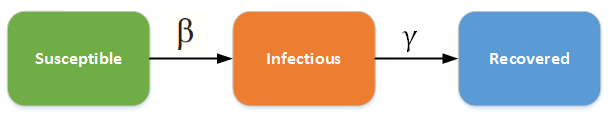 β
γ
Susceptible
Infectious
Recovered